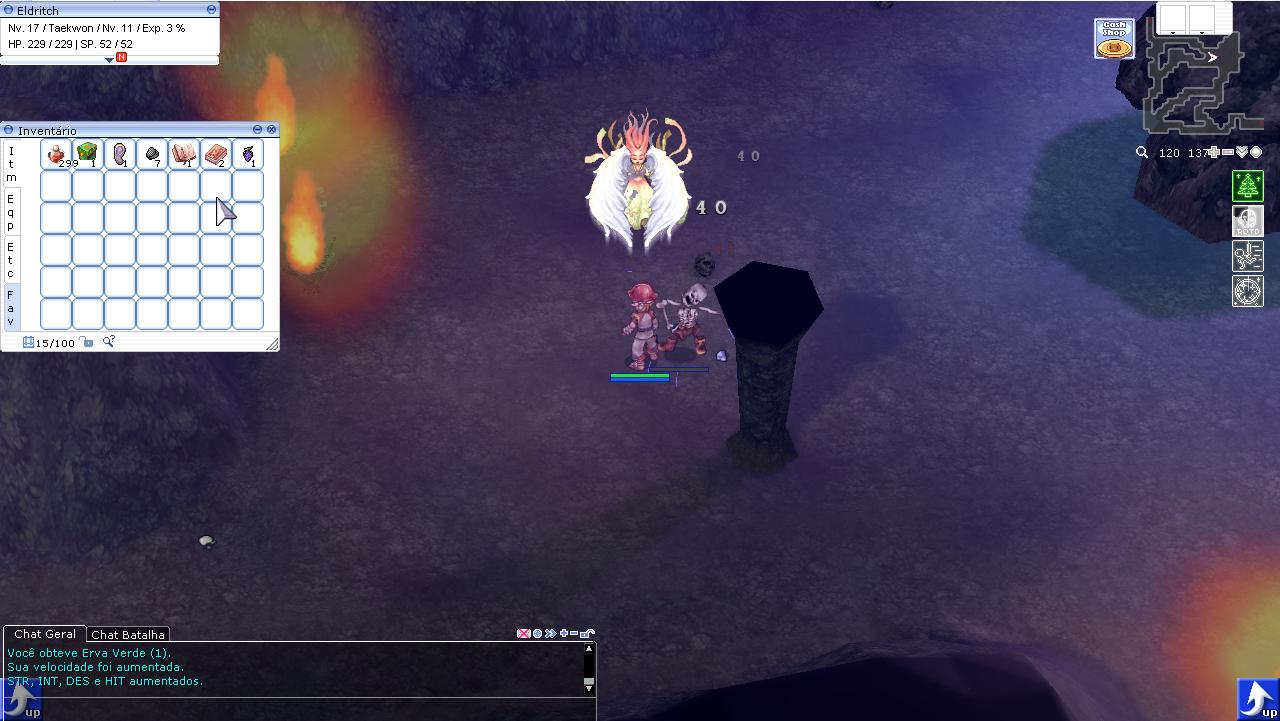 Eldritch
Nv. 17 / Taekwon / Nv. 11 / Exp. 3 %
HP. 229 / 229 | SP. 52 / 52
N
Cash
Shop
120 137
ROTD
Inventário
Itm
Eqp
Etc
Fav
299
1
1
7
1
2
1
15/100
40
40
Chat Geral
Chat Batalha
Você obteve Erva Verde (1).
Sua velocidade foi aumentada.
STR, INT, DES e HIT aumentados.
up
up